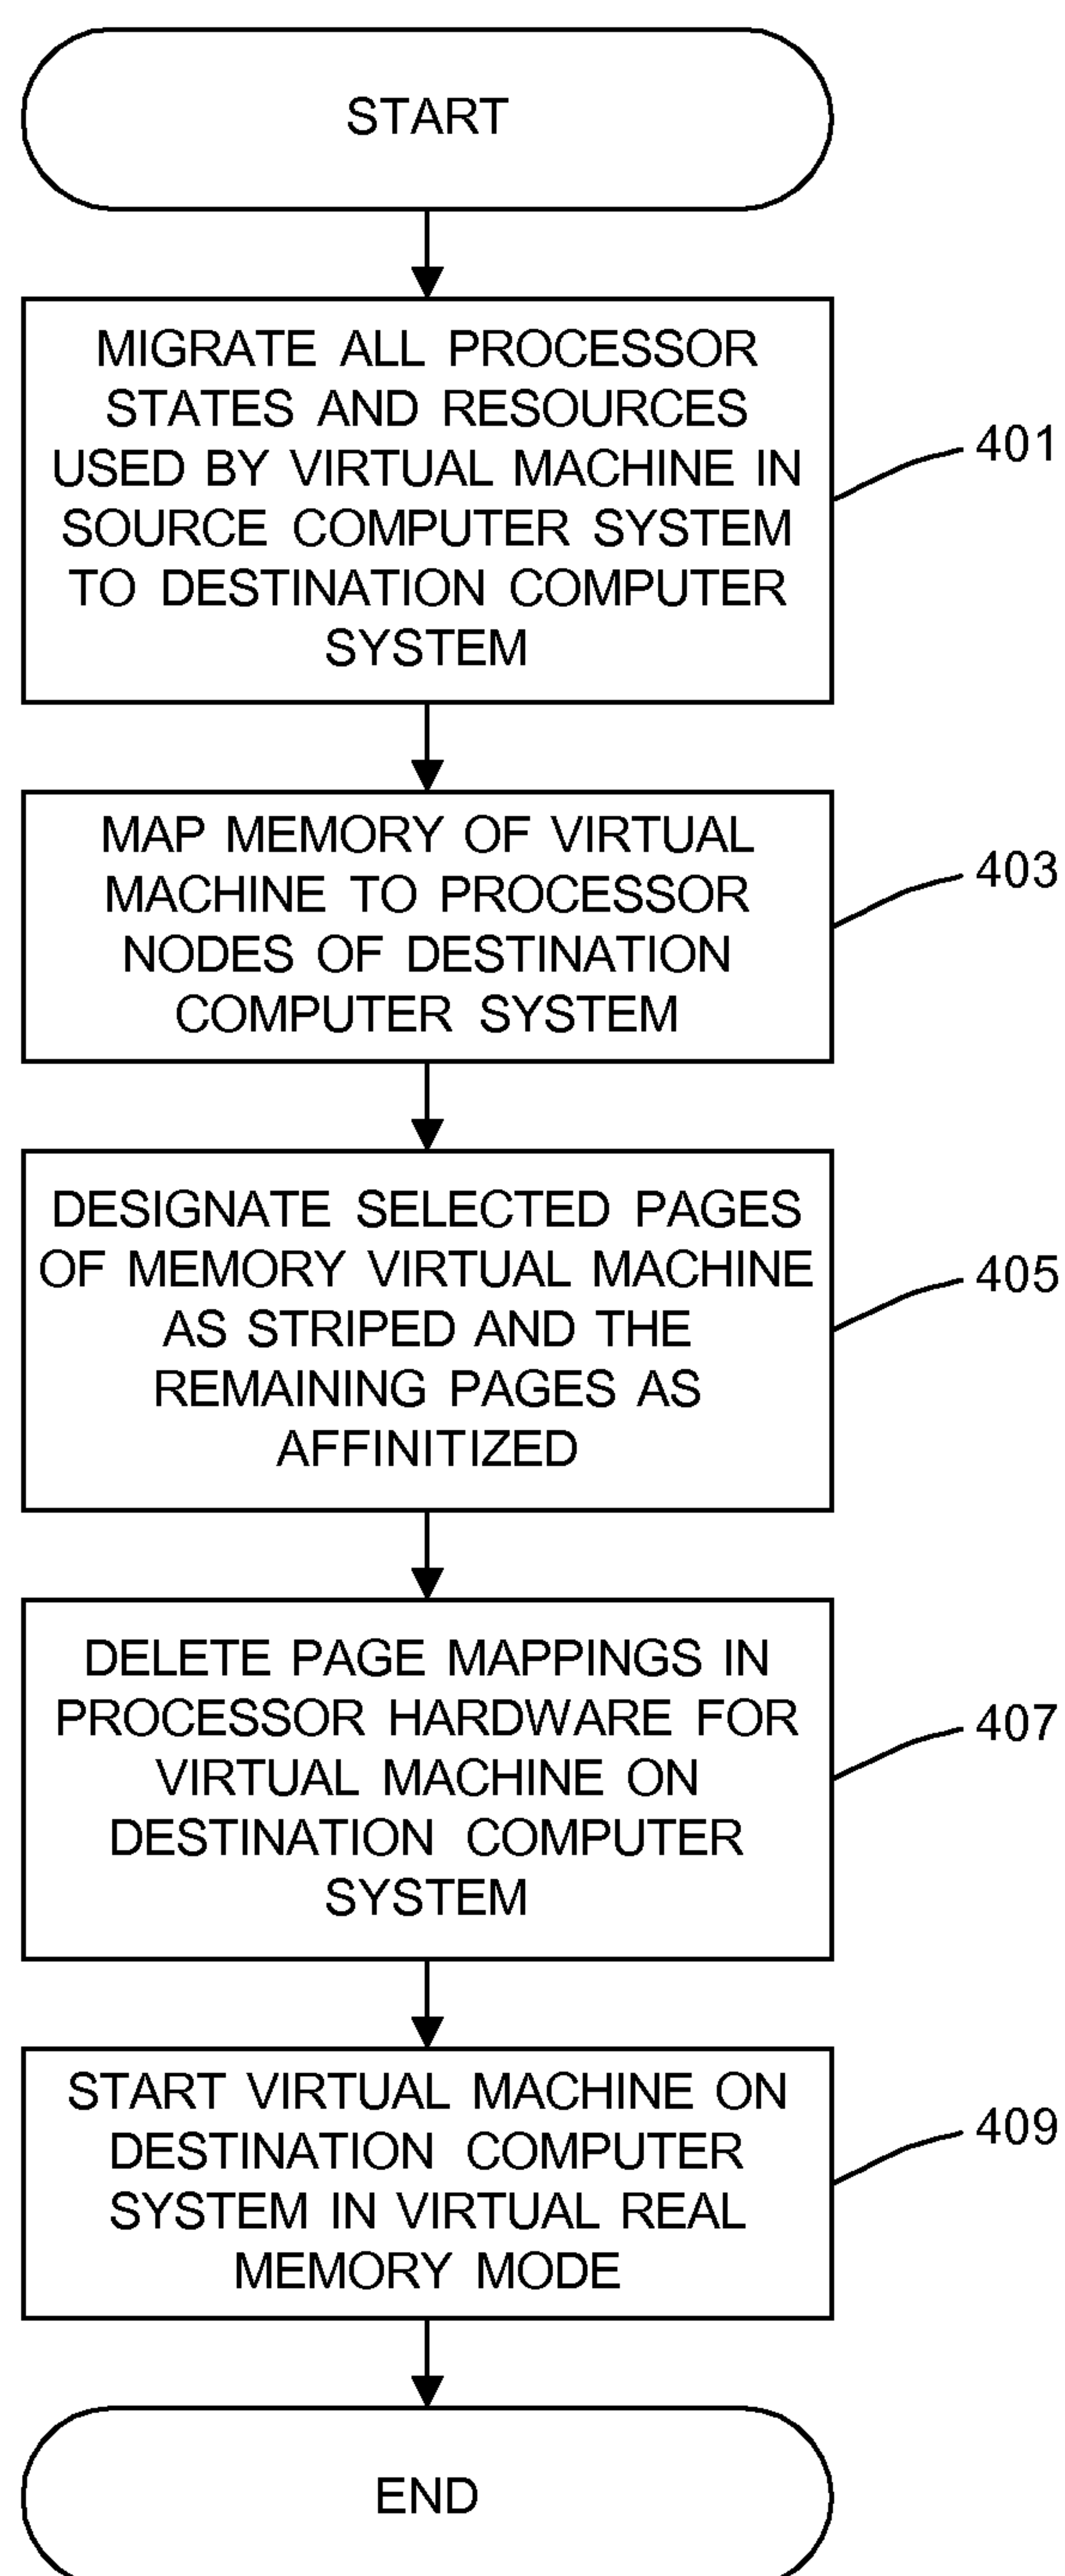 START
MIGRATE ALL PROCESSOR
STATES AND RESOURCES
USED BY VIRTUAL MACHINE IN
SOURCE COMPUTER SYSTEM
TO DESTINATION COMPUTER
SYSTEM
401
MAP MEMORY OF VIRTUAL
MACHINE TO PROCESSOR
NODES OF DESTINATION
COMPUTER SYSTEM
403
DESIGNATE SELECTED PAGES
OF MEMORY VIRTUAL MACHINE
AS STRIPED AND THE
REMAINING PAGES AS
AFFINITIZED
405
DELETE PAGE MAPPINGS IN
PROCESSOR HARDWARE FOR
VIRTUAL MACHINE ON
DESTINATION COMPUTER
SYSTEM
407
START VIRTUAL MACHINE ON
DESTINATION COMPUTER
SYSTEM IN VIRTUAL REAL
MEMORY MODE
409
END